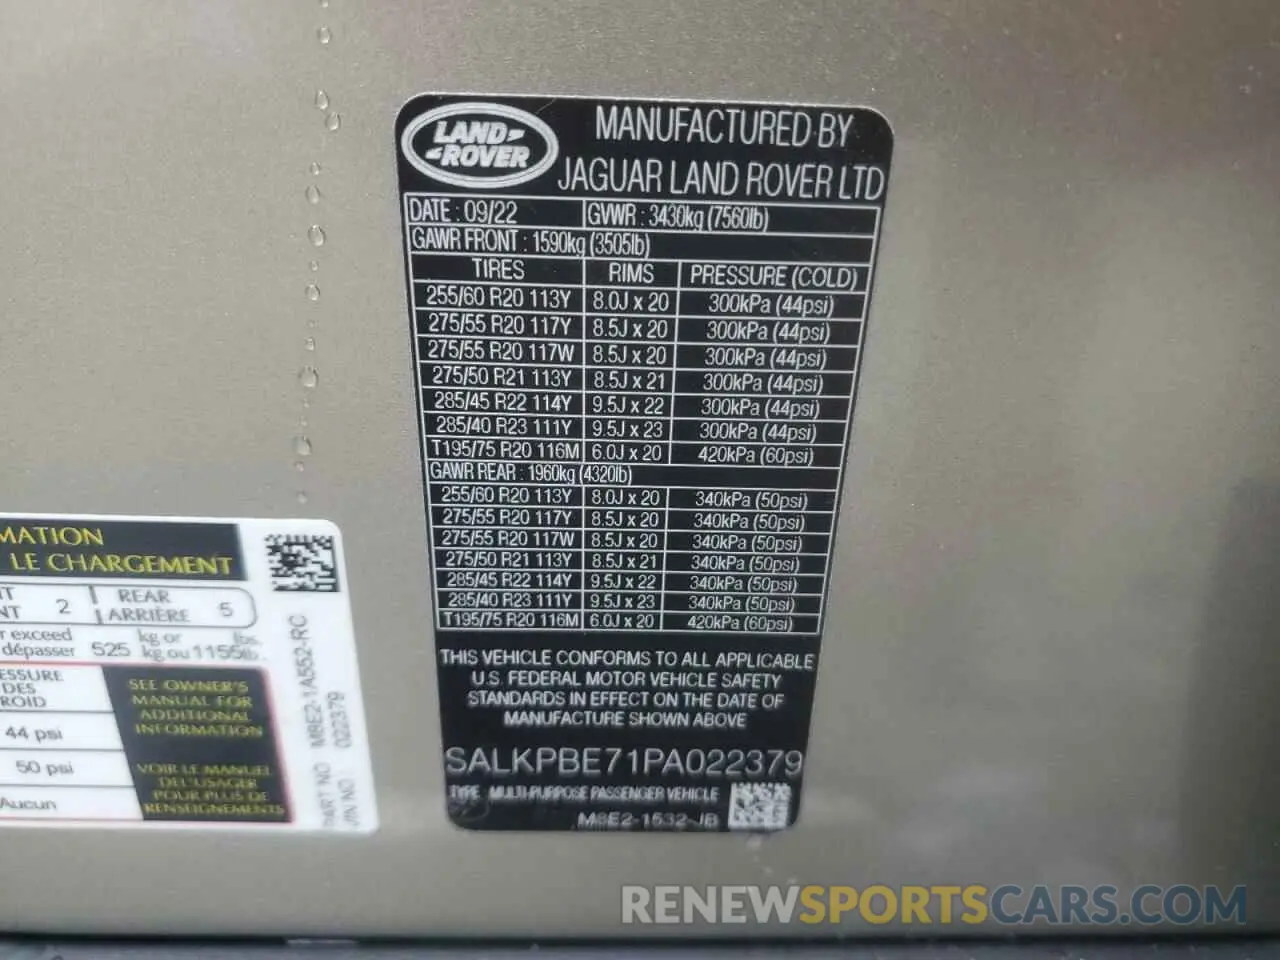 LAND ROVER
MANUFACTURED BY
JAGUAR LAND ROVER LTD
DATE : 09/22 GVWR : 3430kg (7560lb)
GAWR FRONT : 1590kg (3505lb)
TIRES RIMS PRESSURE (COLD)
255/60 R20 113Y 8.0J x 20 300kPa (44psi)
275/55 R20 117Y 8.5J x 20 300kPa (44psi)
275/55 R20 117W 8.5J x 20 300kPa (44psi)
275/50 R21 113Y 8.5J x 21 300kPa (44psi)
285/45 R22 114Y 9.5J x 22 300kPa (44psi)
285/40 R23 111Y 9.5J x 23 300kPa (44psi)
T195/75 R20 116M 6.0J x 20 420kPa (60psi)
GAWR REAR : 1960kg (4320lb)
255/60 R20 113Y 8.0J x 20 340kPa (50psi)
275/55 R20 117Y 8.5J x 20 340kPa (50psi)
275/55 R20 117W 8.5J x 20 340kPa (50psi)
275/50 R21 113Y 8.5J x 21 340kPa (50psi)
285/45 R22 114Y 9.5J x 22 340kPa (50psi)
285/40 R23 111Y 9.5J x 23 340kPa (50psi)
T195/75 R20 116M 6.0J x 20 420kPa (60psi)
THIS VEHICLE CONFORMS TO ALL APPLICABLE
U.S. FEDERAL MOTOR VEHICLE SAFETY
STANDARDS IN EFFECT ON THE DATE OF
MANUFACTURE SHOWN ABOVE
SALKPBE71PA022379
TYPE MULTI-PURPOSE PASSENGER VEHICLE
M8E2-1532-JB
MATION
LE CHARGEMENT
NT 2 REAR
NT ARRIÈRE 5
r exceed 525 kg or 1155 lbs.
dépasser kg ou lb.
ESSURE
DES
ROID
44 psi
50 psi
Aucun
SEE OWNER'S
MANUAL FOR
ADDITIONAL
INFORMATION
VOIR LE MANUEL
DE L'USAGER
POUR PLUS DE
RENSEIGNEMENTS
PART NO M8E2-1A552-RC
VIN NO. 022379
RENEWSPORTSCARS.COM